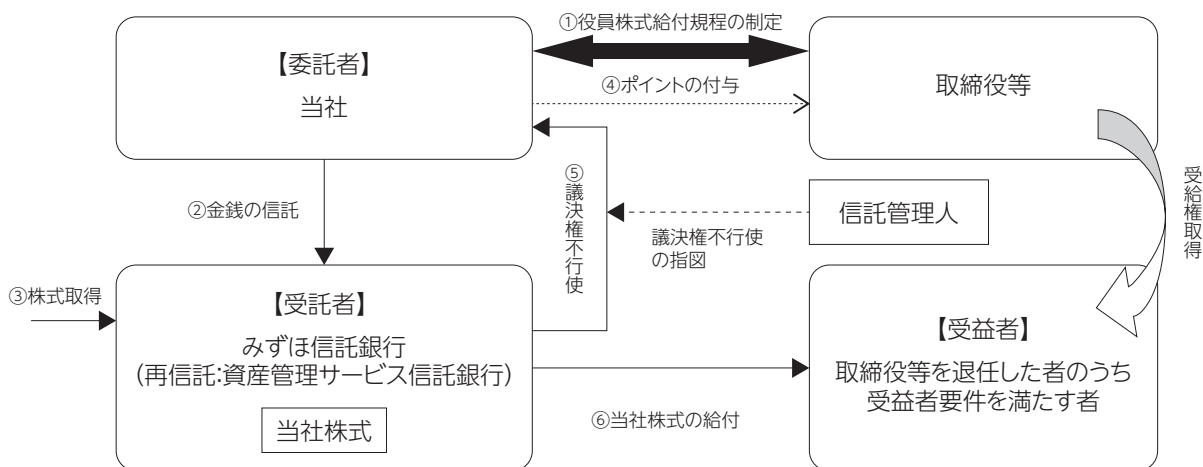 ①役員株式給付規程の制定
【委託者】
当社
④ポイントの付与
取締役等
②金銭の信託
⑤議決権不行使
議決権不行使
の指図
信託管理人
受給権取得
③株式取得
【受託者】
みずほ信託銀行
(再信託:資産管理サービス信託銀行)
当社株式
⑥当社株式の給付
【受益者】
取締役等を退任した者のうち
受益者要件を満たす者